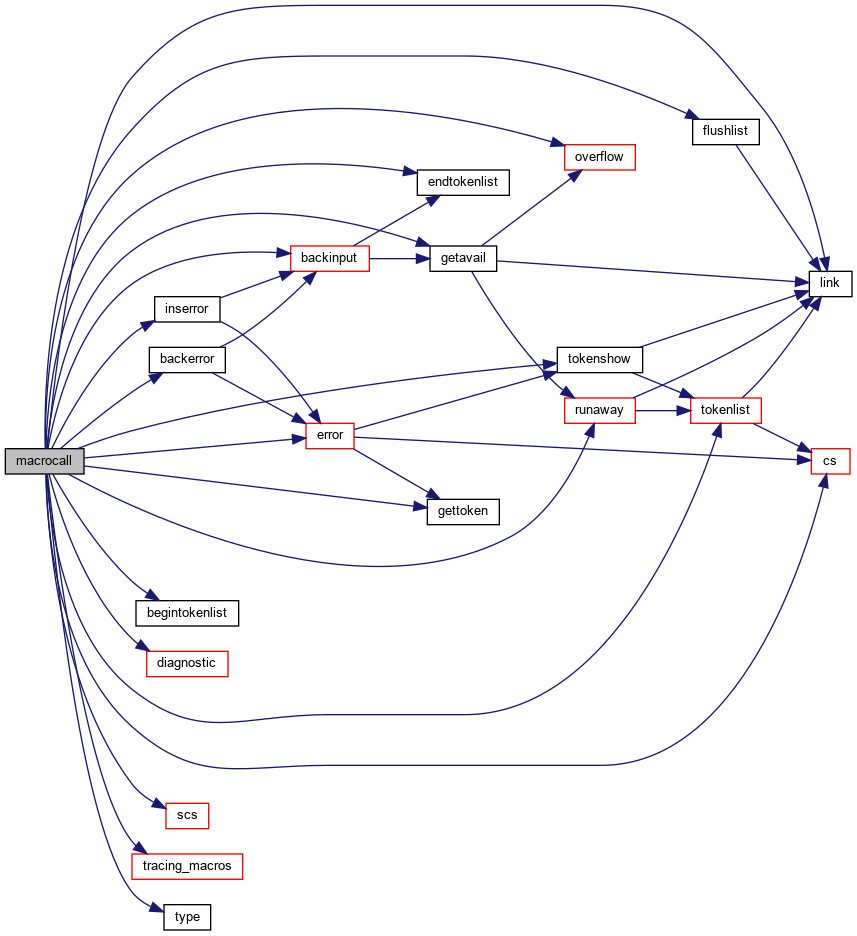 macrocall
flushlist
overflow
endtokenlist
backinput
getavail
link
inserror
backerror
tokenshow
runaway
tokenlist
error
cs
gettoken
begintokenlist
diagnostic
scs
tracing_macros
type